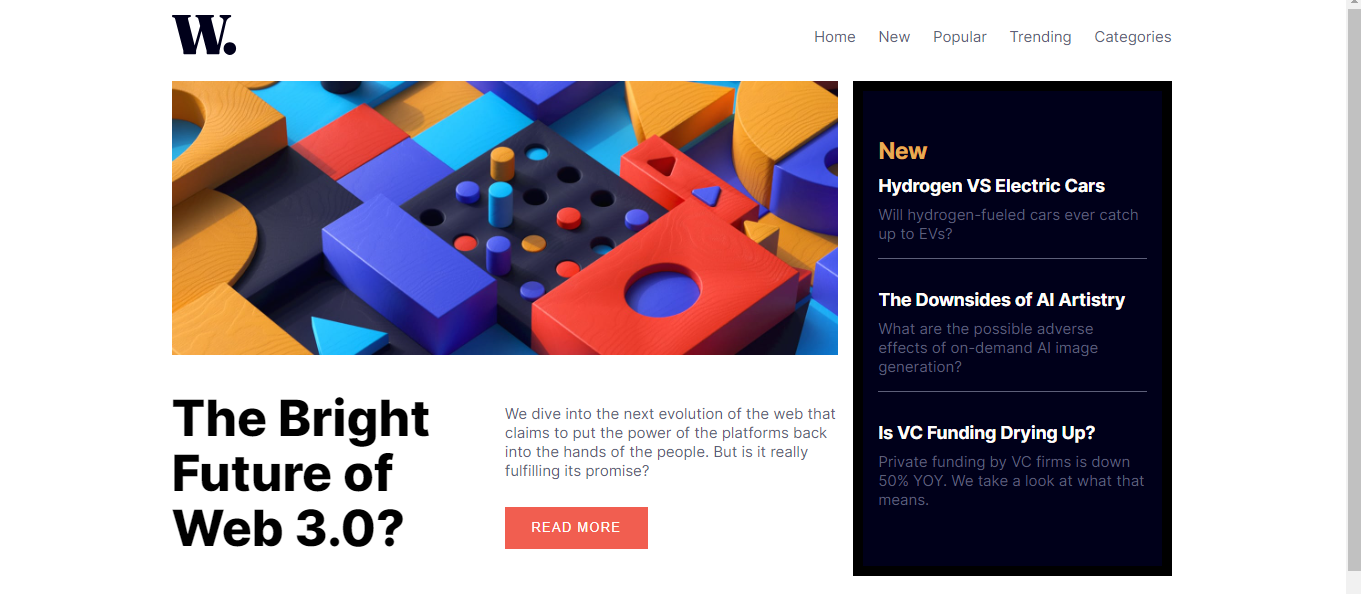 W.
Home New Popular Trending Categories
The Bright
Future of
Web 3.0?
We dive into the next evolution of the web that
claims to put the power of the platforms back
into the hands of the people. But is it really
fulfilling its promise?
READ MORE
New
Hydrogen VS Electric Cars
Will hydrogen-fueled cars ever catch
up to EVs?
The Downsides of AI Artistry
What are the possible adverse
effects of on-demand AI image
generation?
Is VC Funding Drying Up?
Private funding by VC firms is down
50% YOY. We take a look at what that
means.